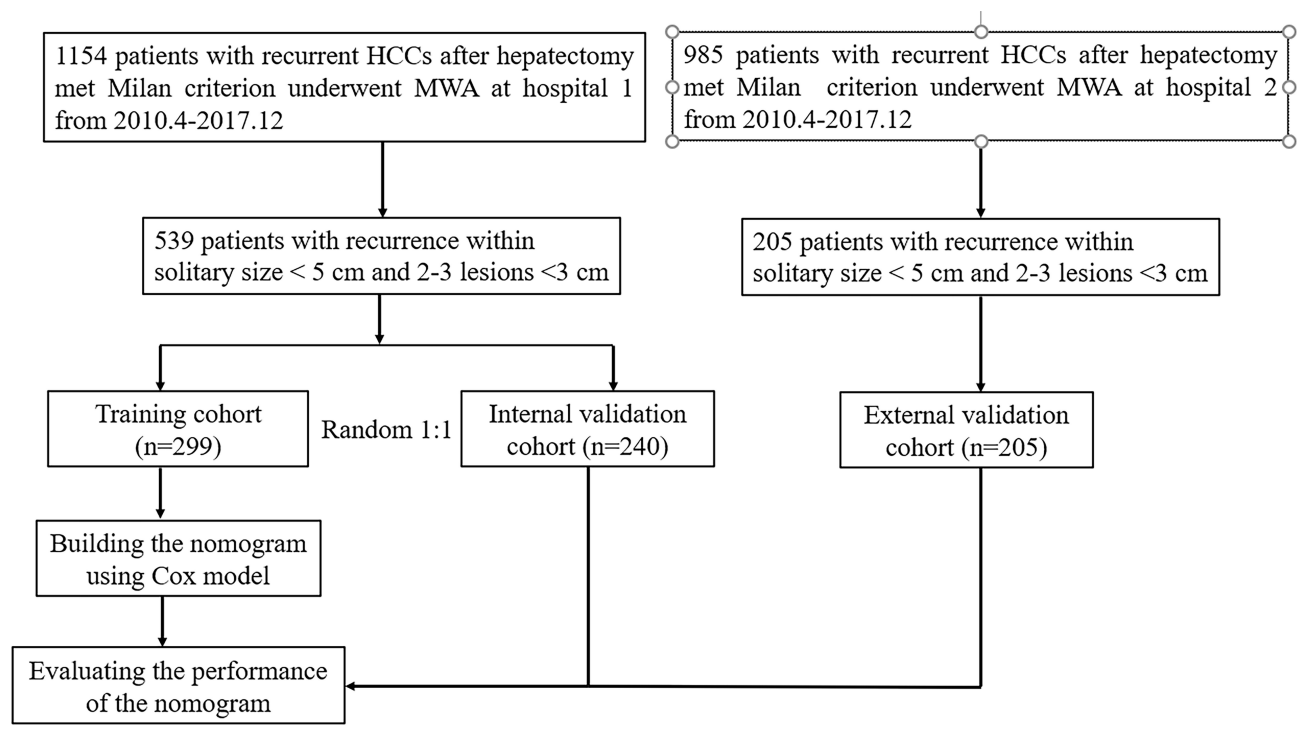 1154 patients with recurrent HCCs after hepatectomy
met Milan criterion underwent MWA at hospital 1
from 2010.4-2017.12
985 patients with recurrent HCCs after hepatectomy
met Milan criterion underwent MWA at hospital 2
from 2010.4-2017.12
539 patients with recurrence within
solitary size < 5 cm and 2-3 lesions <3 cm
205 patients with recurrence within
solitary size < 5 cm and 2-3 lesions <3 cm
Training cohort
(n=299)
Random 1:1
Internal validation
cohort (n=240)
External validation
cohort (n=205)
Building the nomogram
using Cox model
Evaluating the performance
of the nomogram